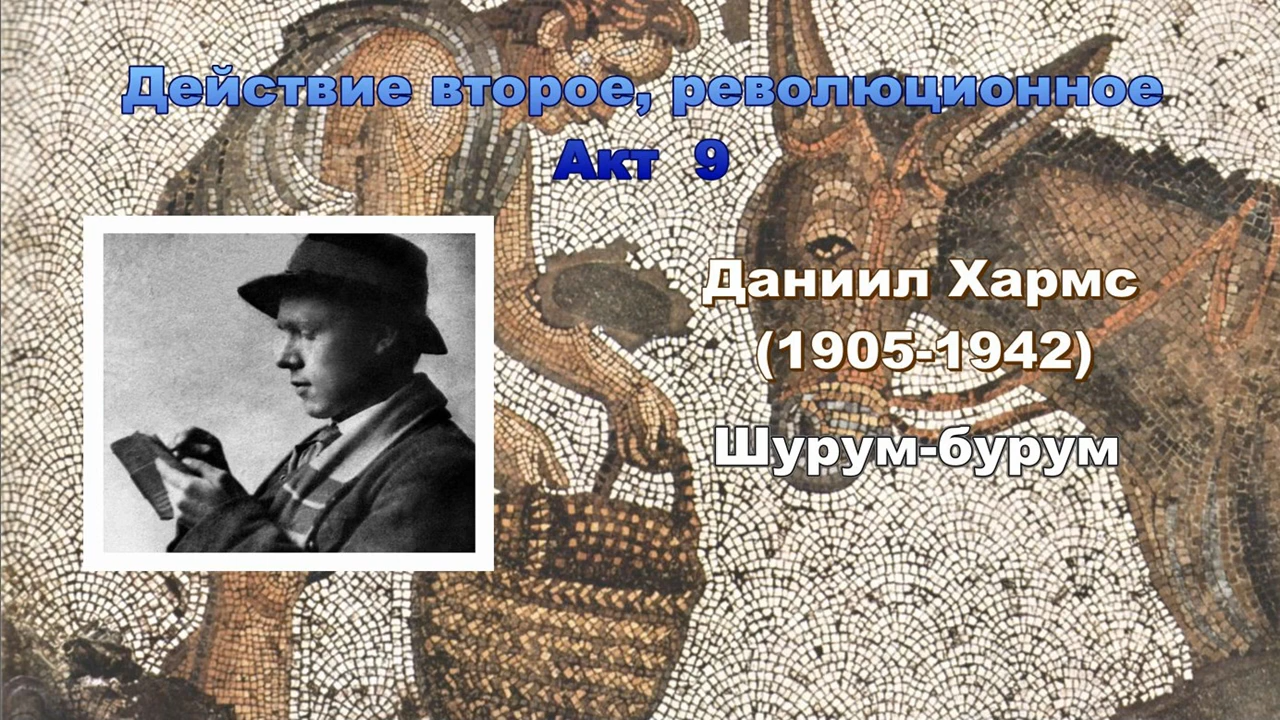 Действие второе, революционное
Акт 9
Даниил Хармс
(1905-1942)
Шурум-бурум